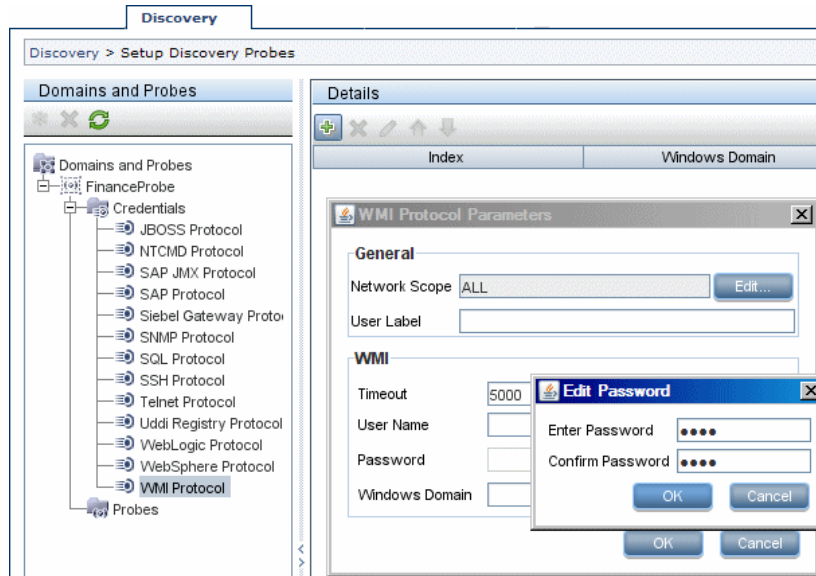 Discovery
Discovery > Setup Discovery Probes
Domains and Probes
Domains and Probes
FinanceProbe
Credentials
JBOSS Protocol
NTCMD Protocol
SAP JMX Protocol
SAP Protocol
Siebel Gateway Proto
SNMP Protocol
SQL Protocol
SSH Protocol
Telnet Protocol
Uddi Registry Protocol
WebLogic Protocol
WebSphere Protocol
WMI Protocol
Probes
Details
Index Windows Domain
WMI Protocol Parameters
General
Network Scope ALL Edit...
User Label
WMI
Timeout 5000
User Name
Password
Windows Domain
OK Cancel
Edit Password
Enter Password ●●●●
Confirm Password ●●●●
OK Cancel